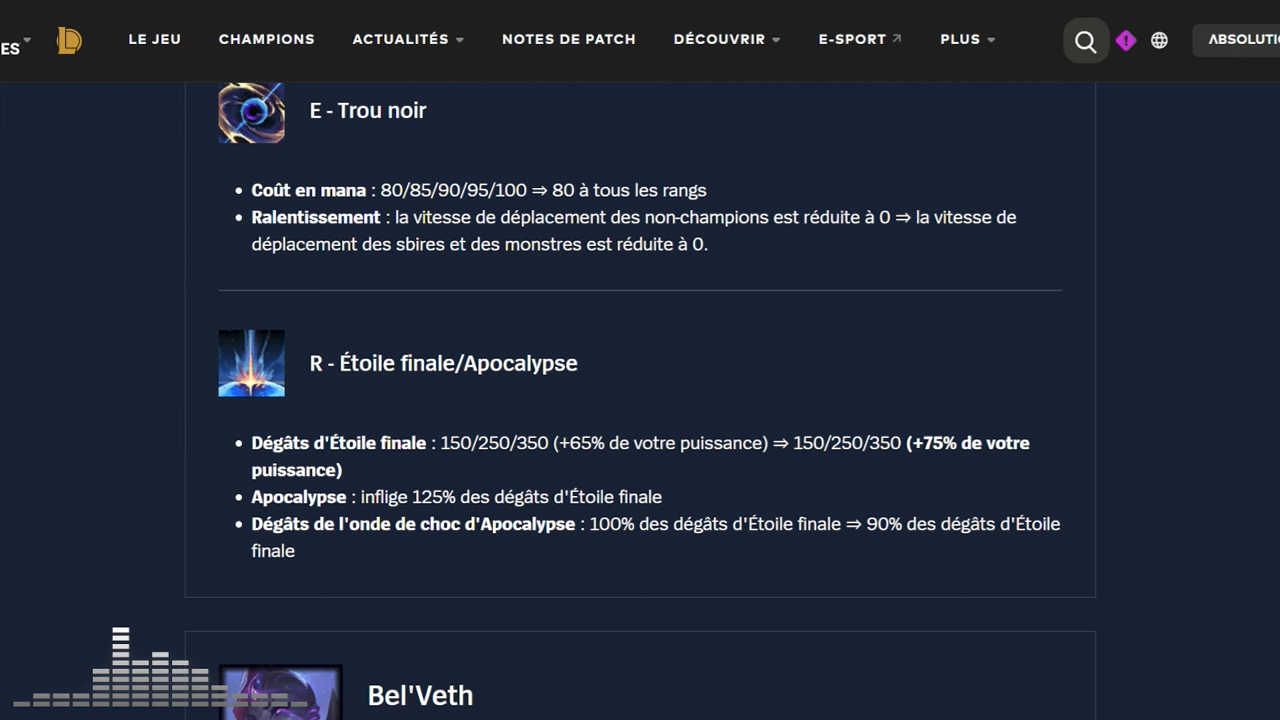 ES
LE JEU
CHAMPIONS
ACTUALITÉS
NOTES DE PATCH
DÉCOUVRIR
E-SPORT
PLUS
E - Trou noir
• Coût en mana : 80/85/90/95/100 ⇒ 80 à tous les rangs
• Ralentissement : la vitesse de déplacement des non-champions est réduite à 0 ⇒ la vitesse de
déplacement des sbires et des monstres est réduite à 0.
R - Étoile finale/Apocalypse
• Dégâts d'Étoile finale : 150/250/350 (+65% de votre puissance) ⇒ 150/250/350 (+75% de votre
puissance)
• Apocalypse : inflige 125% des dégâts d'Étoile finale
• Dégâts de l'onde de choc d'Apocalypse : 100% des dégâts d'Étoile finale ⇒ 90% des dégâts d'Étoile
finale
Bel'Veth